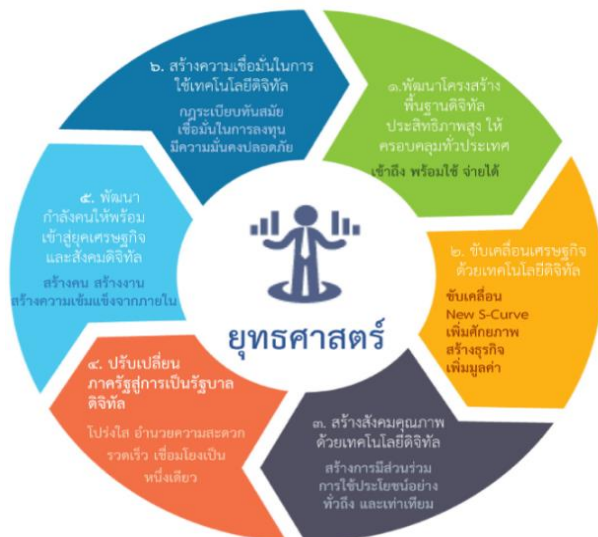 ๑.พัฒนาโครงสร้าง
พื้นฐานดิจิทัล
ประสิทธิภาพสูง ให้
ครอบคลุมทั่วประเทศ
เข้าถึง พร้อมใช้ จ่ายได้
๒. ขับเคลื่อนเศรษฐกิจ
ด้วยเทคโนโลยีดิจิทัล
ขับเคลื่อน
New S-Curve
เพิ่มศักยภาพ
สร้างธุรกิจ
เพิ่มมูลค่า
๓. สร้างสังคมคุณภาพ
ด้วยเทคโนโลยีดิจิทัล
สร้างการมีส่วนร่วม
การใช้ประโยชน์อย่าง
ทั่วถึง และเท่าเทียม
๔. ปรับเปลี่ยน
ภาครัฐสู่การเป็นรัฐบาล
ดิจิทัล
โปร่งใส อำนวยความสะดวก
รวดเร็ว เชื่อมโยงเป็น
หนึ่งเดียว
๕. พัฒนา
กำลังคนให้พร้อม
เข้าสู่ยุคเศรษฐกิจ
และสังคมดิจิทัล
สร้างคน สร้างงาน
สร้างความเข้มแข็งจากภายใน
๖. สร้างความเชื่อมั่นในการ
ใช้เทคโนโลยีดิจิทัล
กฎระเบียบทันสมัย
เชื่อมั่นในการลงทุน
มีความมั่นคงปลอดภัย
ยุทธศาสตร์